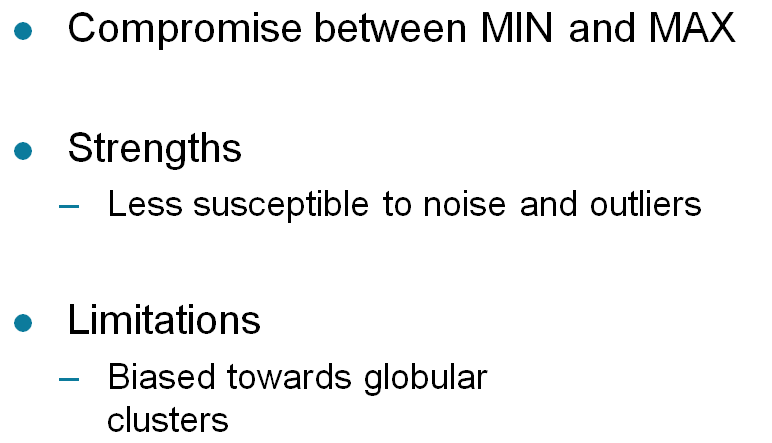 ● Compromise between MIN and MAX
● Strengths
– Less susceptible to noise and outliers
● Limitations
– Biased towards globular
clusters